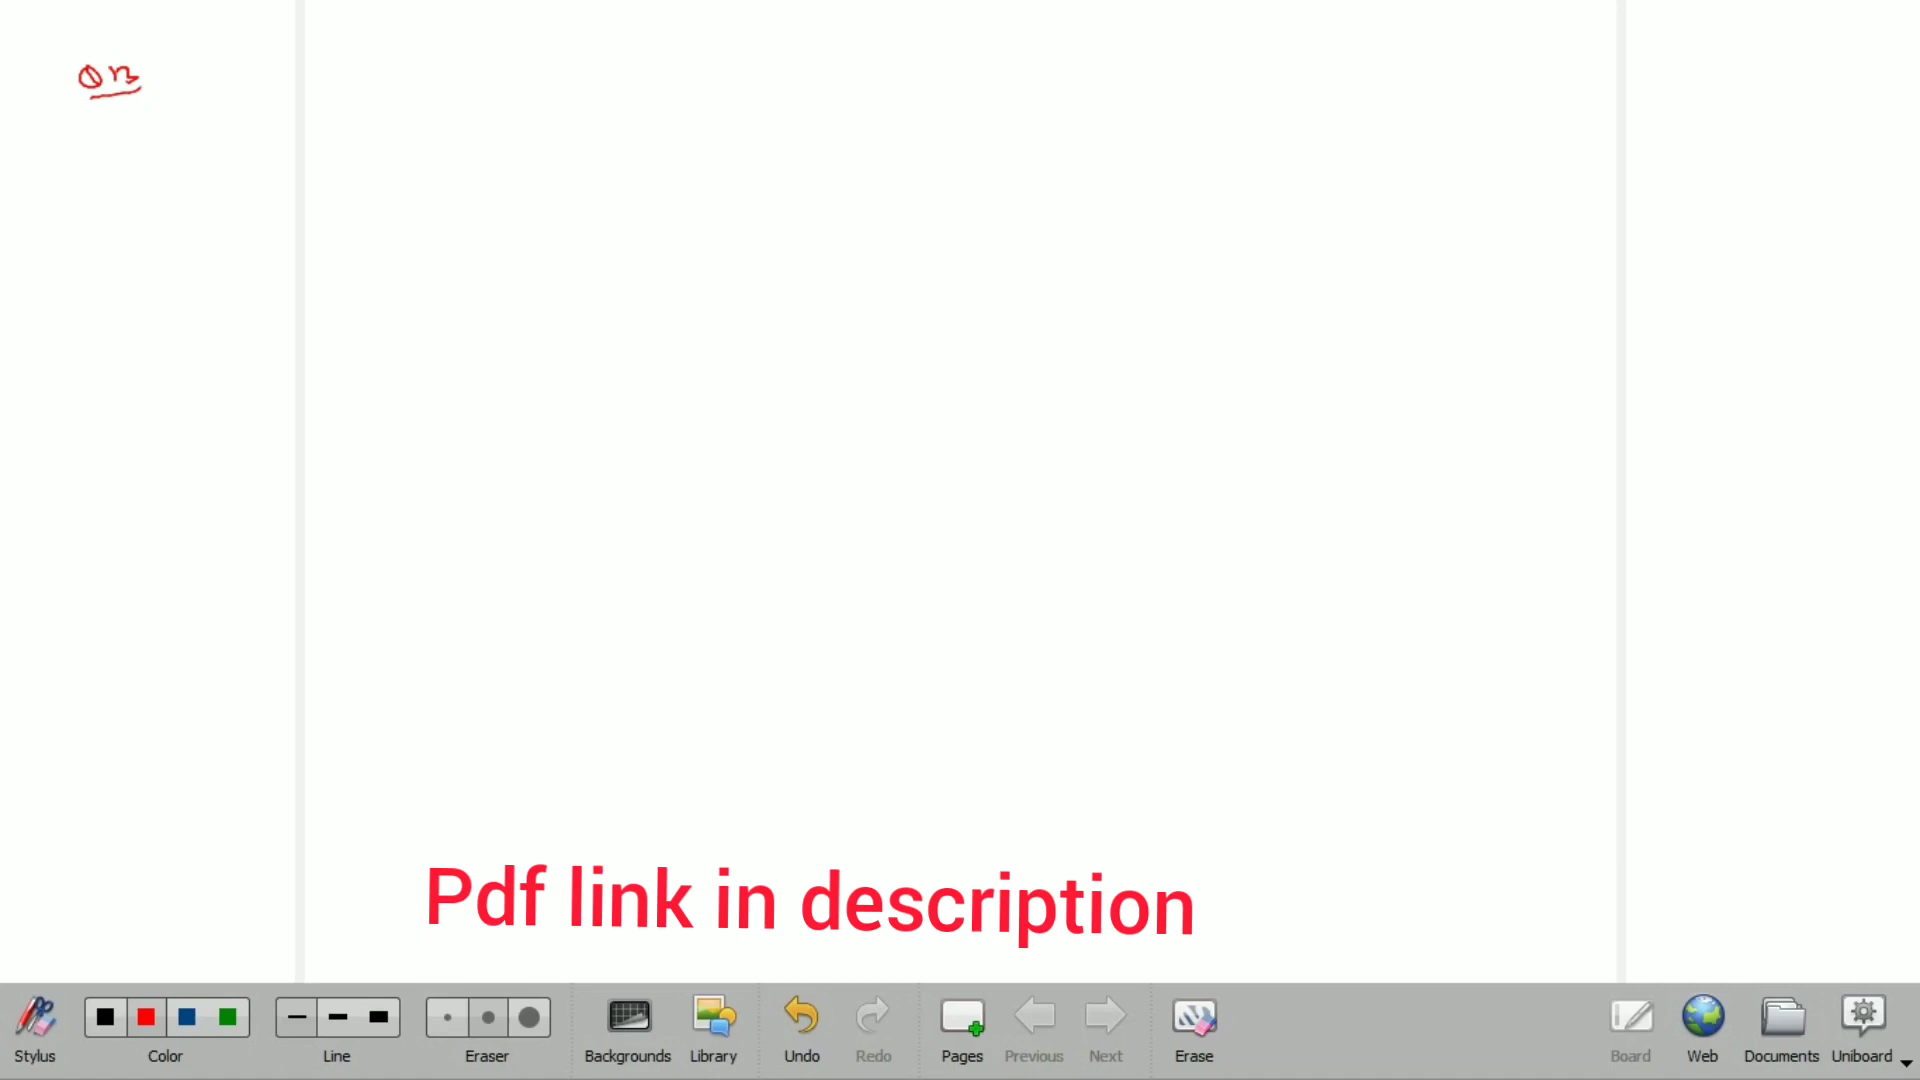 Pdf link in description
Stylus Color Line Eraser Backgrounds Library Undo Redo Pages Previous Next Erase Board Web Documents Uniboard